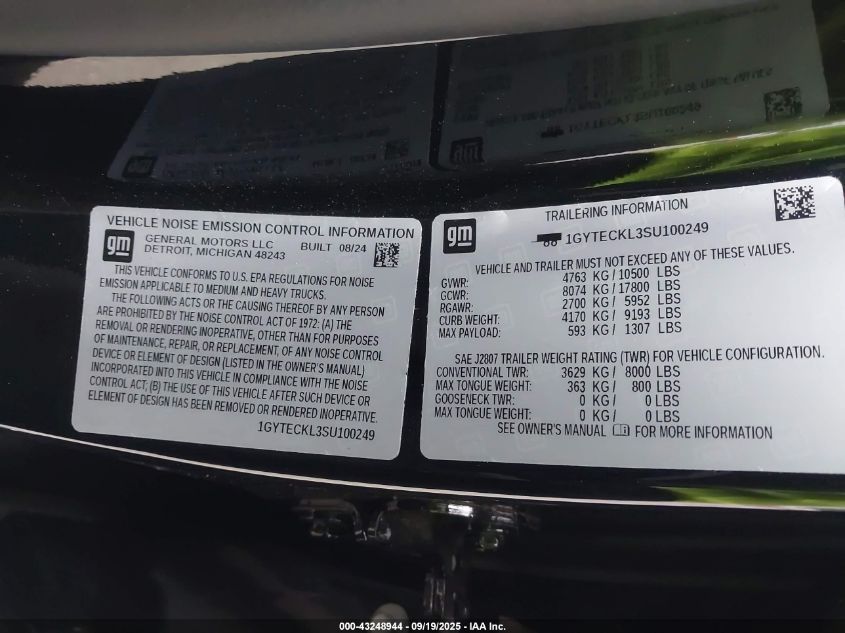 VEHICLE NOISE EMISSION CONTROL INFORMATION
gm
GENERAL MOTORS LLC BUILT 08/24
DETROIT, MICHIGAN 48243
THIS VEHICLE CONFORMS TO U.S. EPA REGULATIONS FOR NOISE
EMISSION APPLICABLE TO MEDIUM AND HEAVY TRUCKS.
THE FOLLOWING ACTS OR THE CAUSING THEREOF BY ANY PERSON
ARE PROHIBITED BY THE NOISE CONTROL ACT OF 1972: (A) THE
REMOVAL OR RENDERING INOPERATIVE, OTHER THAN FOR PURPOSES
OF MAINTENANCE, REPAIR, OR REPLACEMENT, OF ANY NOISE CONTROL
DEVICE OR ELEMENT OF DESIGN (LISTED IN THE OWNER'S MANUAL)
INCORPORATED INTO THIS VEHICLE IN COMPLIANCE WITH THE NOISE
CONTROL ACT; (B) THE USE OF THIS VEHICLE AFTER SUCH DEVICE OR
ELEMENT OF DESIGN HAS BEEN REMOVED OR RENDERED INOPERATIVE.
1GYTECKL3SU100249
gm
TRAILERING INFORMATION
1GYTECKL3SU100249
VEHICLE AND TRAILER MUST NOT EXCEED ANY OF THESE VALUES.
GVWR: 4763 KG/10500 LBS
GCWR: 8074 KG/17800 LBS
RGAWR: 2700 KG/ 5952 LBS
CURB WEIGHT: 4170 KG/ 9193 LBS
MAX PAYLOAD: 593 KG/ 1307 LBS
SAE J2807 TRAILER WEIGHT RATING (TWR) FOR VEHICLE CONFIGURATION.
CONVENTIONAL TWR: 3629 KG/ 8000 LBS
MAX TONGUE WEIGHT: 363 KG/ 800 LBS
GOOSENECK TWR: 0 KG/ 0 LBS
MAX TONGUE WEIGHT: 0 KG/ 0 LBS
SEE OWNER'S MANUAL FOR MORE INFORMATION
000-43248944 - 09/19/2025 - IAA Inc.